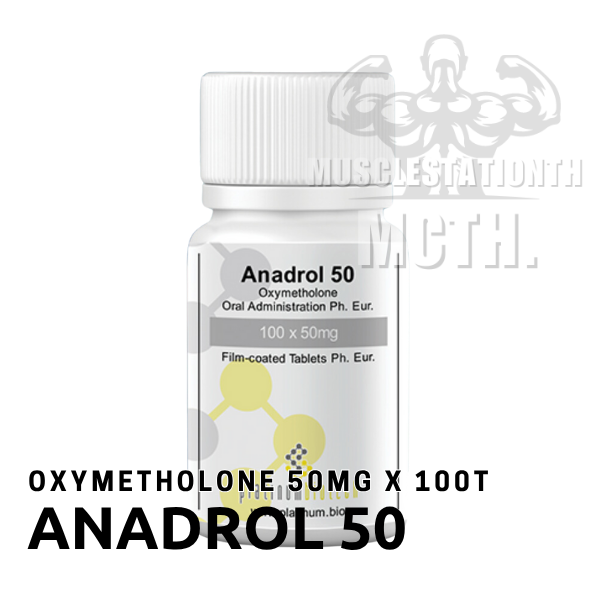 MUSCLESTATIONTH
MCTH.
Anadrol 50
Oxymetholone
Oral Administration Ph. Eur.
100 x 50mg
Film-coated Tablets Ph. Eur.
OXYMETHOLONE 50MG X 100T
ANADROL 50